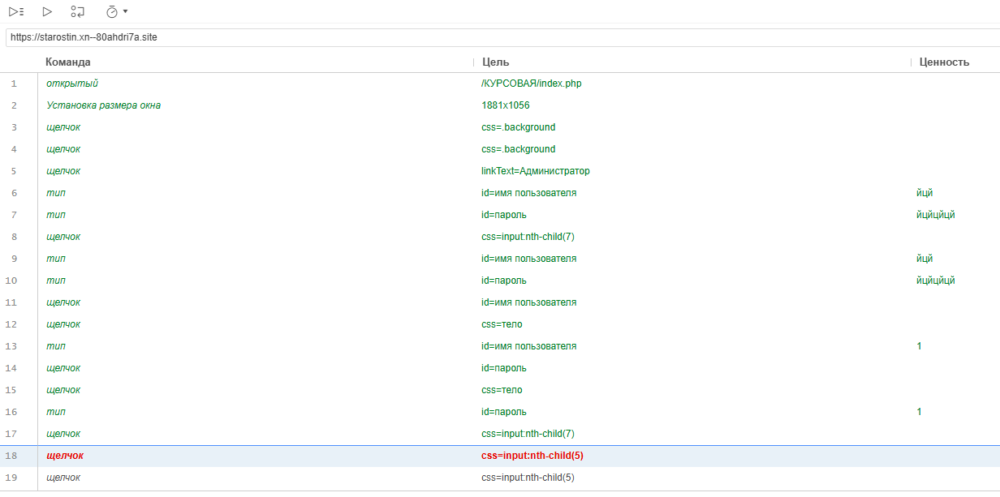 https://starostin.xn--80ahdri7a.site
Команда Цель Ценность
1 открытый /КУРСОВАЯ/index.php
2 Установка размера окна 1881x1056
3 щелчок css=.background
4 щелчок css=.background
5 щелчок linkText=Администратор
6 тип id=имя пользователя йцй
7 тип id=пароль йцйцйцй
8 щелчок css=input:nth-child(7)
9 тип id=имя пользователя йцй
10 тип id=пароль йцйцйцй
11 щелчок id=имя пользователя
12 щелчок css=тело
13 тип id=имя пользователя 1
14 щелчок id=пароль
15 щелчок css=тело
16 тип id=пароль 1
17 щелчок css=input:nth-child(7)
18 щелчок css=input:nth-child(5)
19 щелчок css=input:nth-child(5)